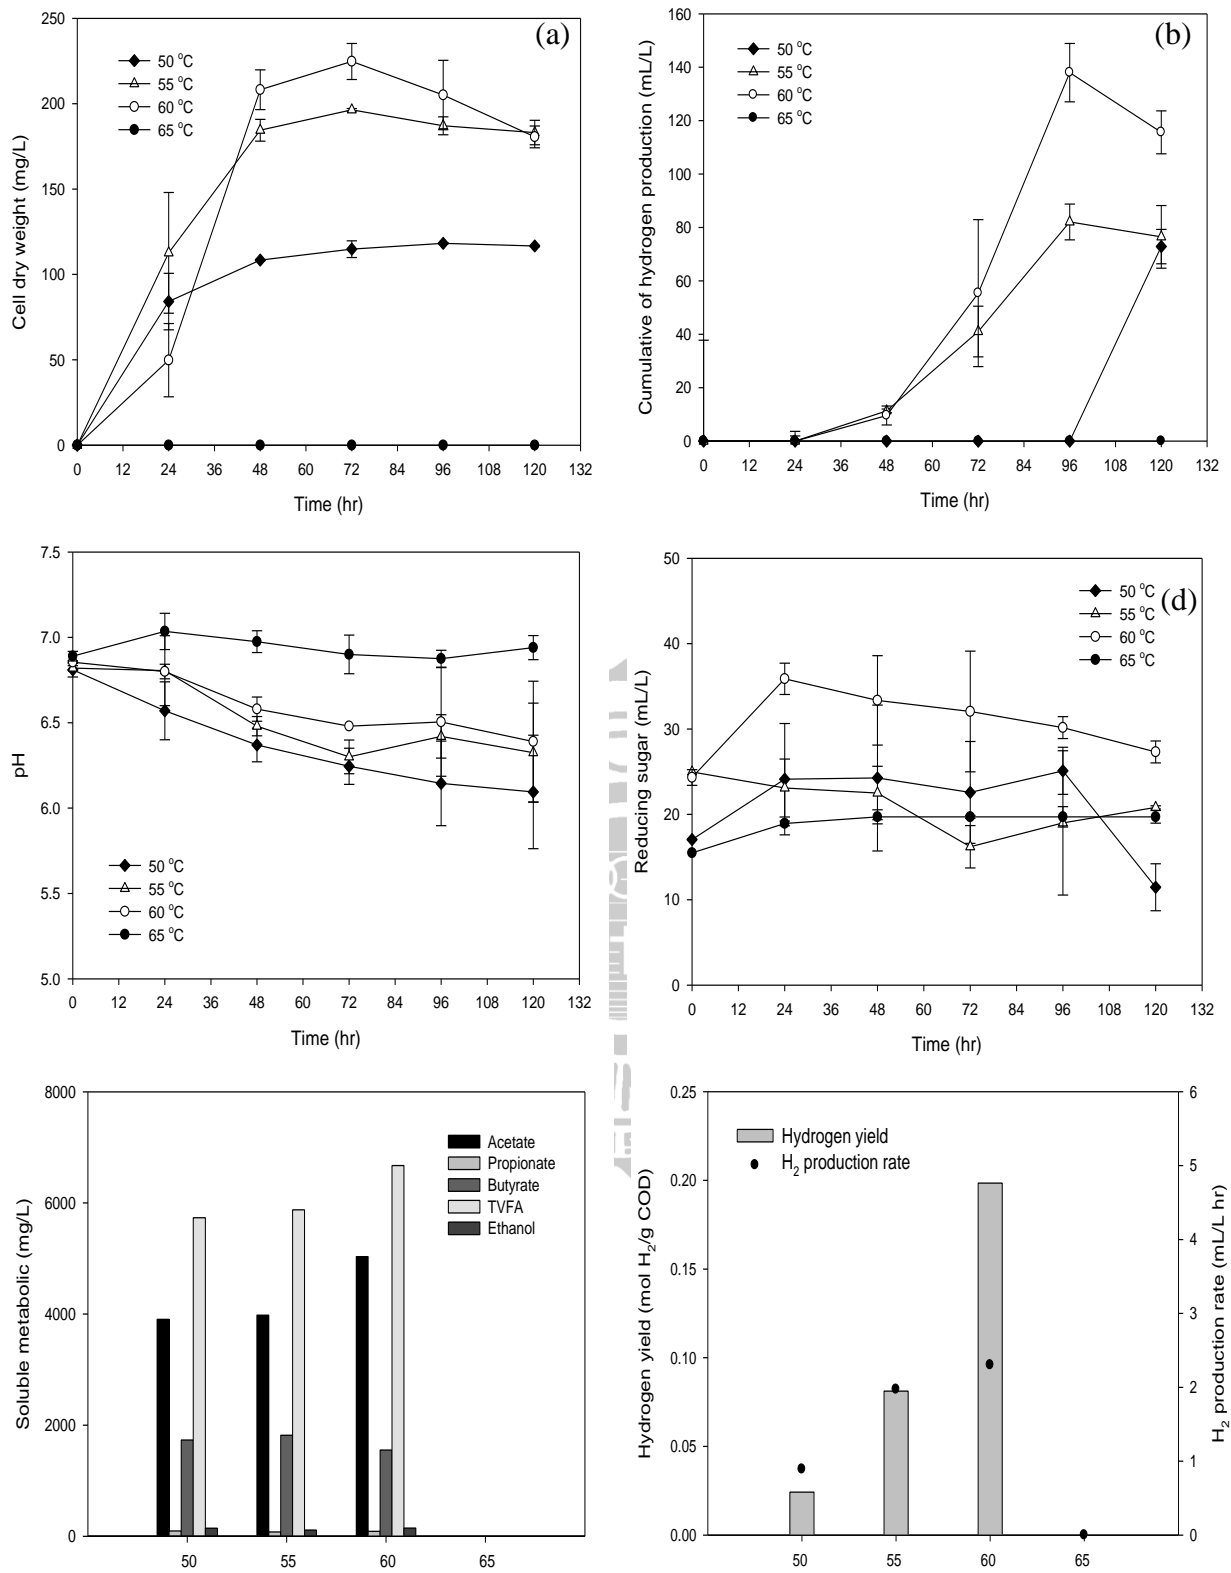 (a)
50 °C
55 °C
60 °C
65 °C
250
200
150
100
50
0
Cell dry weight (mg/L)
0 12 24 36 48 60 72 84 96 108 120 132
Time (hr)
(b)
50 °C
55 °C
60 °C
65 °C
160
140
120
100
80
60
40
20
0
Cumulative of hydrogen production (mL/L)
0 12 24 36 48 60 72 84 96 108 120 132
Time (hr)
7.5
7.0
6.5
6.0
5.5
5.0
pH
50 °C
55 °C
60 °C
65 °C
0 12 24 36 48 60 72 84 96 108 120 132
Time (hr)
(d)
50 °C
55 °C
60 °C
65 °C
50
40
30
20
10
0
Reducing sugar (mL/L)
0 12 24 36 48 60 72 84 96 108 120 132
Time (hr)
8000
6000
4000
2000
0
Soluble metabolic (mg/L)
Acetate
Propionate
Butyrate
TVFA
Ethanol
50 55 60 65
0.25
0.20
0.15
0.10
0.05
0.00
Hydrogen yield (mol H₂/g COD)
Hydrogen yield
H₂ production rate
6
5
4
3
2
1
0
H₂ production rate (mL/L hr)
50 55 60 65